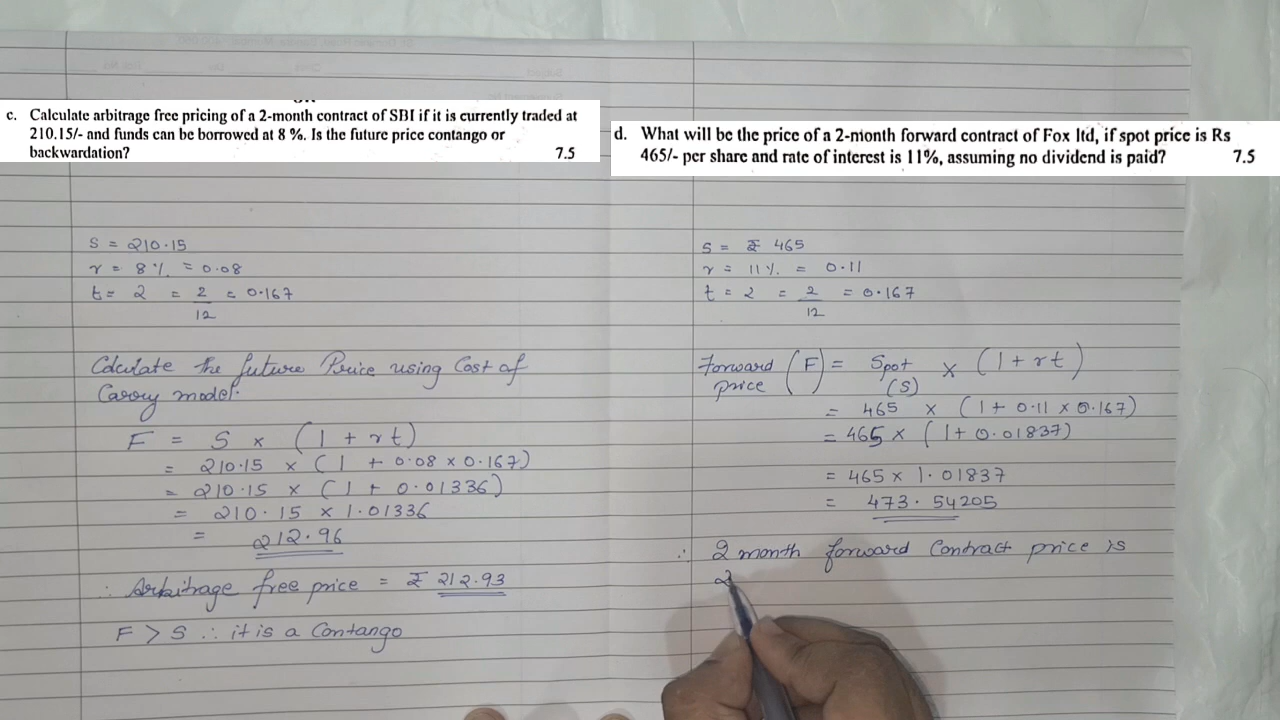 c. Calculate arbitrage free pricing of a 2-month contract of SBI if it is currently traded at
210.15/- and funds can be borrowed at 8 %. Is the future price contango or
backwardation? 7.5
S = 210.15
r = 8% = 0.08
t = 2 = 2/12 = 0.167
Calculate the future Price using Cost of
Carry model.
F = S × (1 + rt)
= 210.15 × (1 + 0.08 × 0.167)
= 210.15 × (1 + 0.01336)
= 210.15 × 1.01336
= 212.96
∴ Arbitrage free price = ₹ 212.93
F > S ∴ it is a Contango
d. What will be the price of a 2-month forward contract of Fox ltd, if spot price is Rs
465/- per share and rate of interest is 11%, assuming no dividend is paid? 7.5
S = ₹ 465
r = 11% = 0.11
t = 2 = 2/12 = 0.167
Forward price (F) = Spot (S) × (1 + rt)
= 465 × (1 + 0.11 × 0.167)
= 465 × (1 + 0.01837)
= 465 × 1.01837
= 473.54205
∴ 2 month forward Contract price is